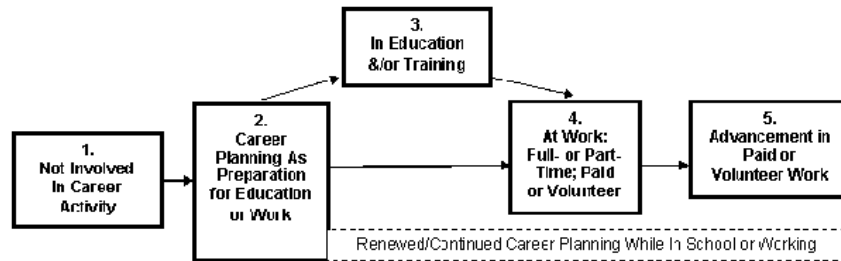 1.
Not Involved
In Career
Activity
2.
Career
Planning As
Preparation
for Education
or Work
3.
In Education
&/or Training
4.
At Work:
Full- or Part-
Time; Paid
or Volunteer
5.
Advancement in
Paid or
Volunteer Work
Renewed/Continued Career Planning While In School or Working